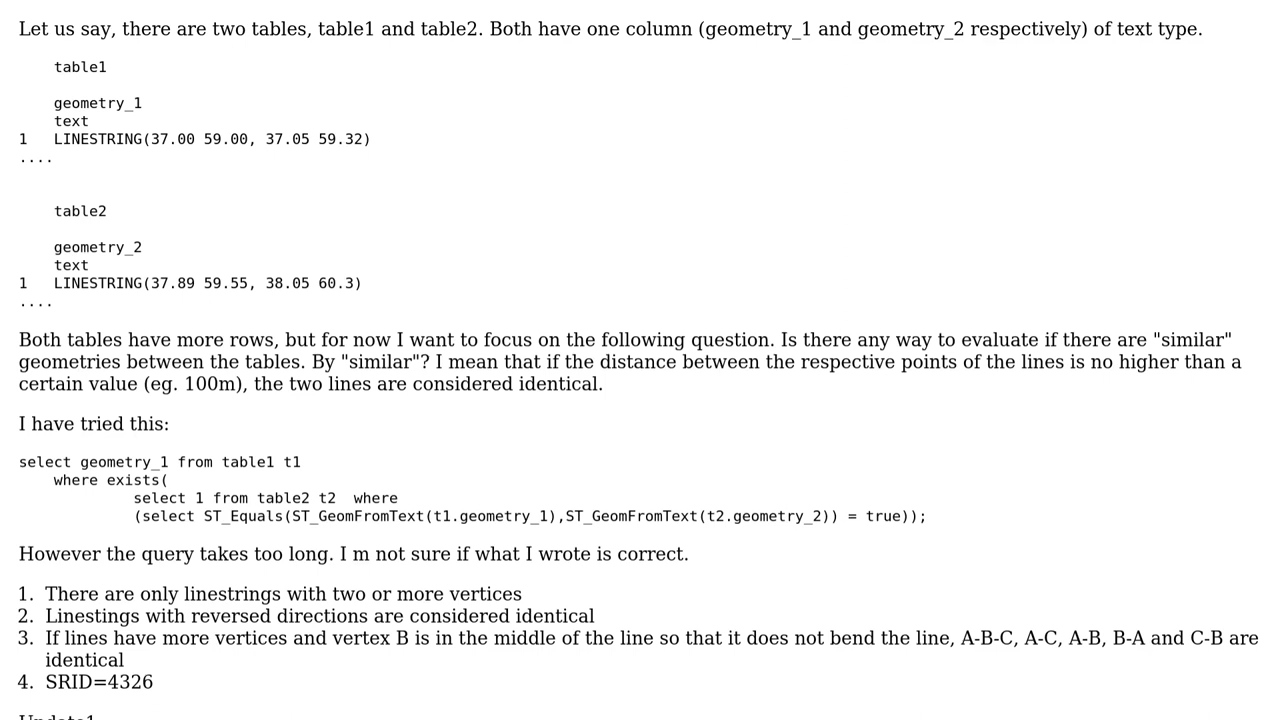 Let us say, there are two tables, table1 and table2. Both have one column (geometry_1 and geometry_2 respectively) of text type.
table1
geometry_1
text
1   LINESTRING(37.00 59.00, 37.05 59.32)
....
table2
geometry_2
text
1   LINESTRING(37.89 59.55, 38.05 60.3)
....
Both tables have more rows, but for now I want to focus on the following question. Is there any way to evaluate if there are "similar"
geometries between the tables. By "similar"? I mean that if the distance between the respective points of the lines is no higher than a
certain value (eg. 100m), the two lines are considered identical.
I have tried this:
select geometry_1 from table1 t1
    where exists(
             select 1 from table2 t2  where
             (select ST_Equals(ST_GeomFromText(t1.geometry_1),ST_GeomFromText(t2.geometry_2)) = true));
However the query takes too long. I m not sure if what I wrote is correct.
1. There are only linestrings with two or more vertices
2. Linestings with reversed directions are considered identical
3. If lines have more vertices and vertex B is in the middle of the line so that it does not bend the line, A-B-C, A-C, A-B, B-A and C-B are
identical
4. SRID=4326
Update1